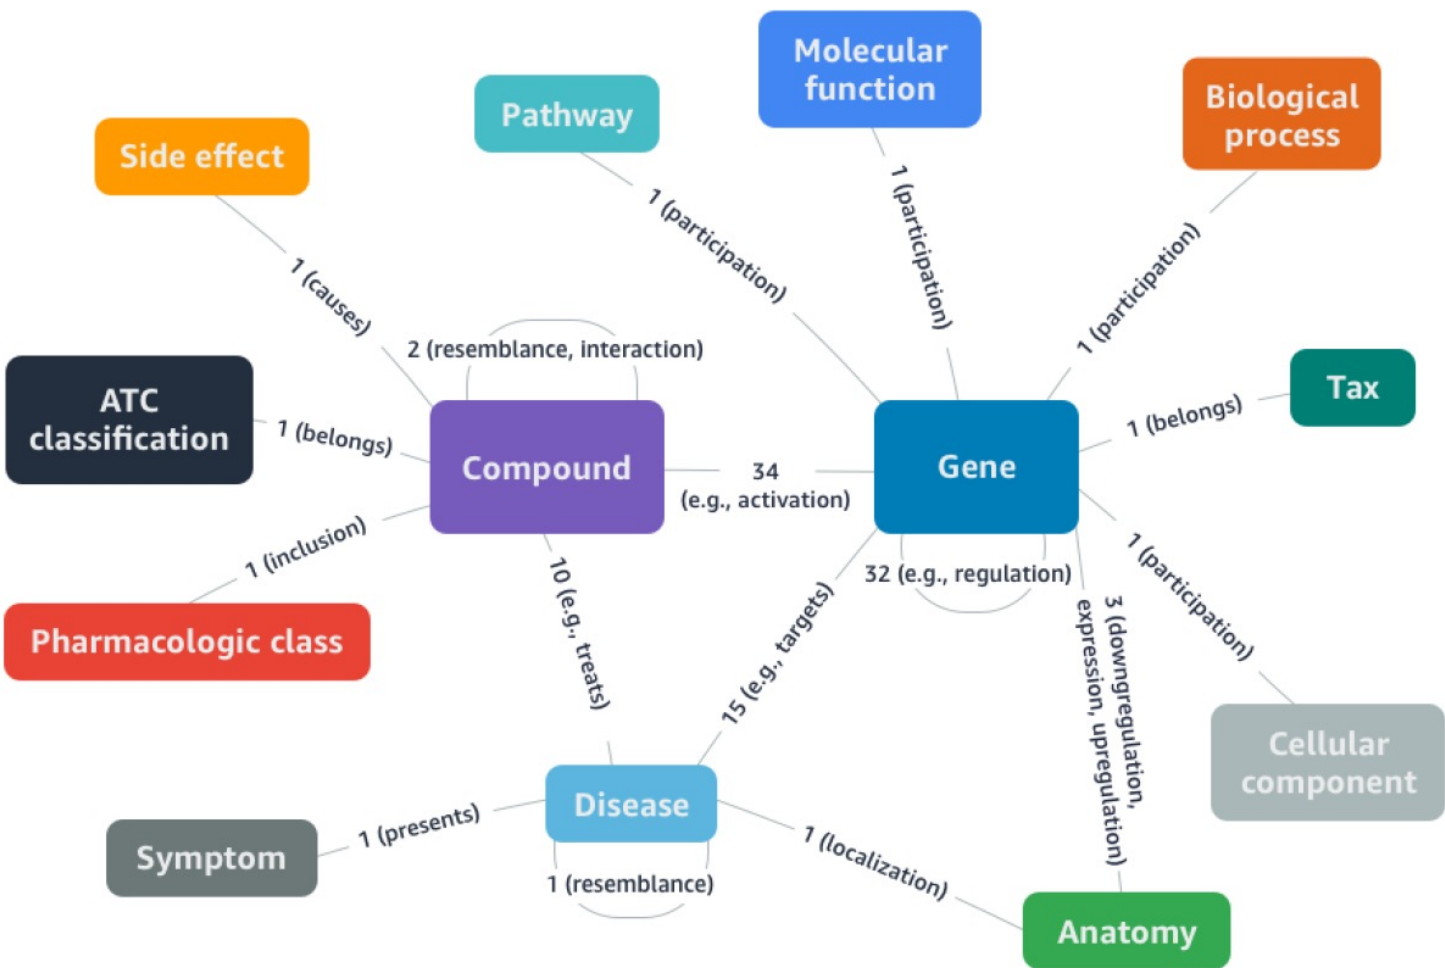 Molecular
function
Biological
process
Pathway
Side effect
1 (participation)
1 (participation)
1 (participation)
1 (causes)
2 (resemblance, interaction)
ATC
classification
1 (belongs)
Compound
34
(e.g., activation)
Gene
1 (belongs)
Tax
1 (inclusion)
Pharmacologic class
10 (e.g., treats)
15 (e.g., targets)
32 (e.g., regulation)
3 (downgregulation,
expression, upregulation)
1 (participation)
Cellular
component
Disease
1 (presents)
Symptom
1 (resemblance)
1 (localization)
Anatomy